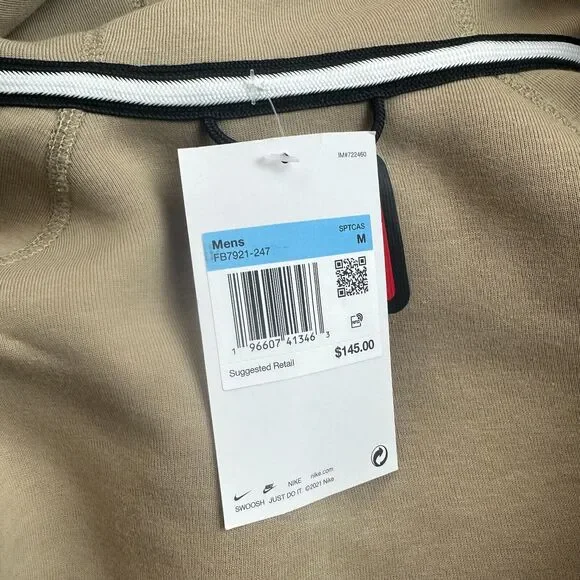 IM#722460
Mens
SPTCAS
FB7921-247
M
1 96607 41346 3
Suggested Retail
$145.00
NIKE nike.com
SWOOSH JUST DO IT ©2021 Nike